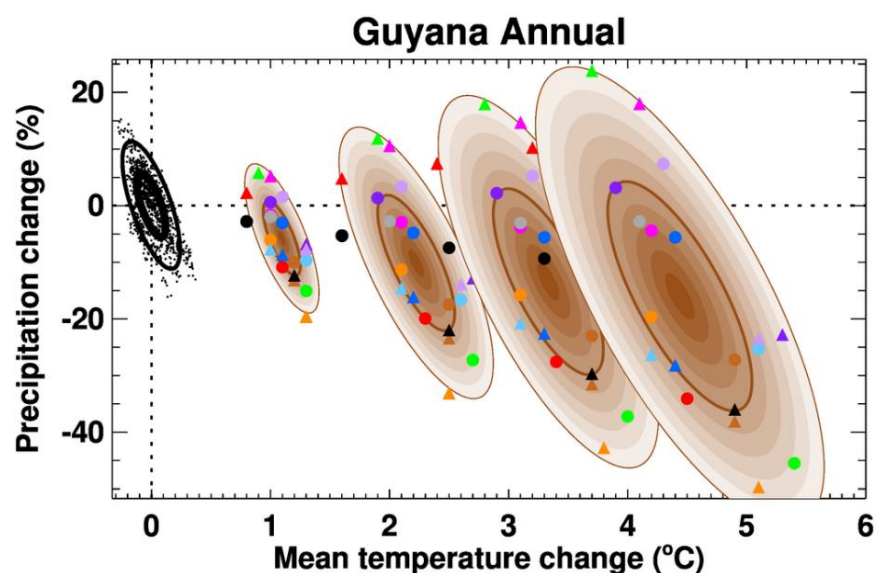 Guyana Annual
Precipitation change (%)
20
0
-20
-40
0 1 2 3 4 5 6
Mean temperature change (°C)